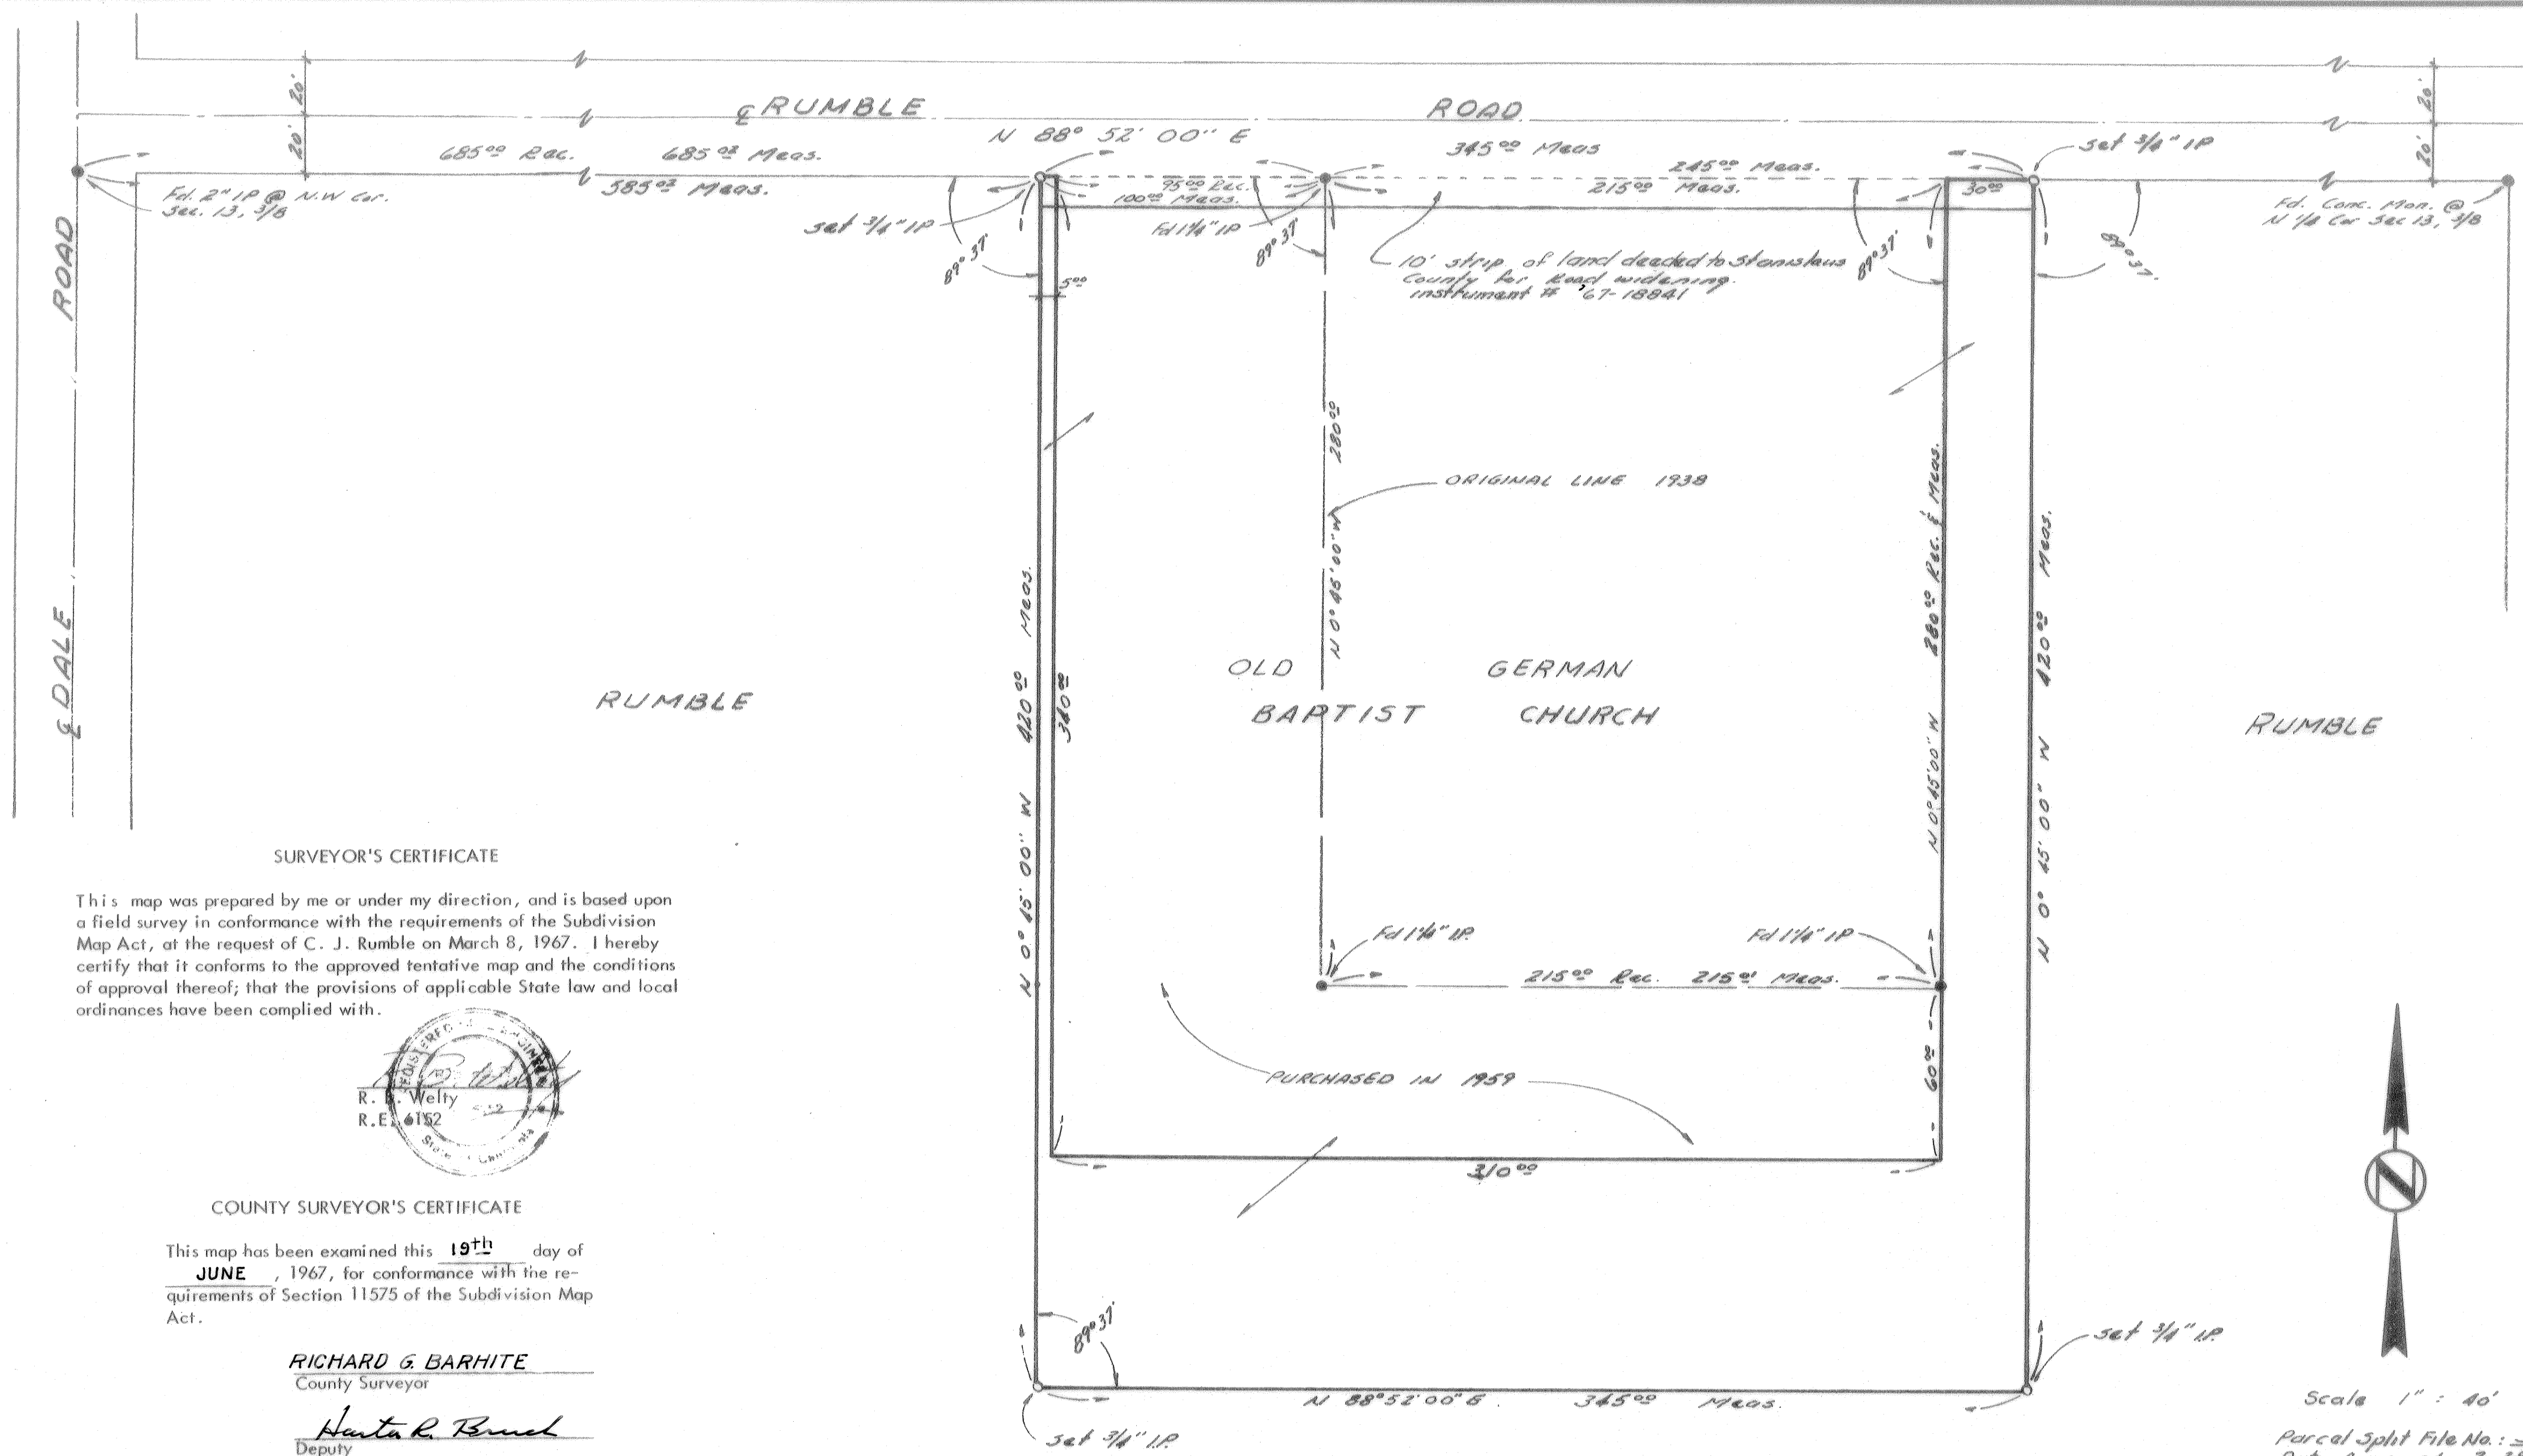 20'
20'
℄ RUMBLE ROAD
N 88° 52' 00" E
20'
20'
685.00 Rec. 685.03 Meas.
585.03 Meas.
345.00 Meas
245.00 Meas.
95.00 Rec.
100.00 Meas.
215.00 Meas.
30.00
set 3/4" IP
Fd. 2" IP @ N.W Cor.
Sec. 13, 3/8
set 3/4" IP
Fd 1 1/4" IP
Fd. Conc. Mon. @
N 1/4 Cor Sec 13, 3/8
89° 37'
89° 37'
89° 37'
89° 37'
5.00
10' strip of land deeded to Stanislaus
County for Road widening.
instrument # 67-18841
℄ DALE ROAD
280.00
N 0° 45' 00" W
ORIGINAL LINE 1938
N 0° 45' 00" W 420.00 Meas.
340.00
N 0° 45' 00" W 280.00 Rec. & Meas.
N 0° 45' 00" W 420.00 Meas.
OLD GERMAN
BAPTIST CHURCH
RUMBLE
RUMBLE
Fd 1 1/4" I.P.
Fd 1 1/4" IP
215.00 Rec. 215.01 Meas.
60.00
PURCHASED IN 1959
310.00
89° 37'
set 3/4" I.P.
N 88° 52' 00" E 345.00 Meas.
set 3/4" I.P.
SURVEYOR'S CERTIFICATE
This map was prepared by me or under my direction, and is based upon
a field survey in conformance with the requirements of the Subdivision
Map Act, at the request of C. J. Rumble on March 8, 1967. I hereby
certify that it conforms to the approved tentative map and the conditions
of approval thereof; that the provisions of applicable State law and local
ordinances have been complied with.
R. Welty
R.E. 6152
COUNTY SURVEYOR'S CERTIFICATE
This map has been examined this 19th day of
JUNE, 1967, for conformance with the re-
quirements of Section 11575 of the Subdivision Map
Act.
RICHARD G. BARHITE
County Surveyor
Deputy
N
Scale 1" : 40'
Parcel Split File No.: